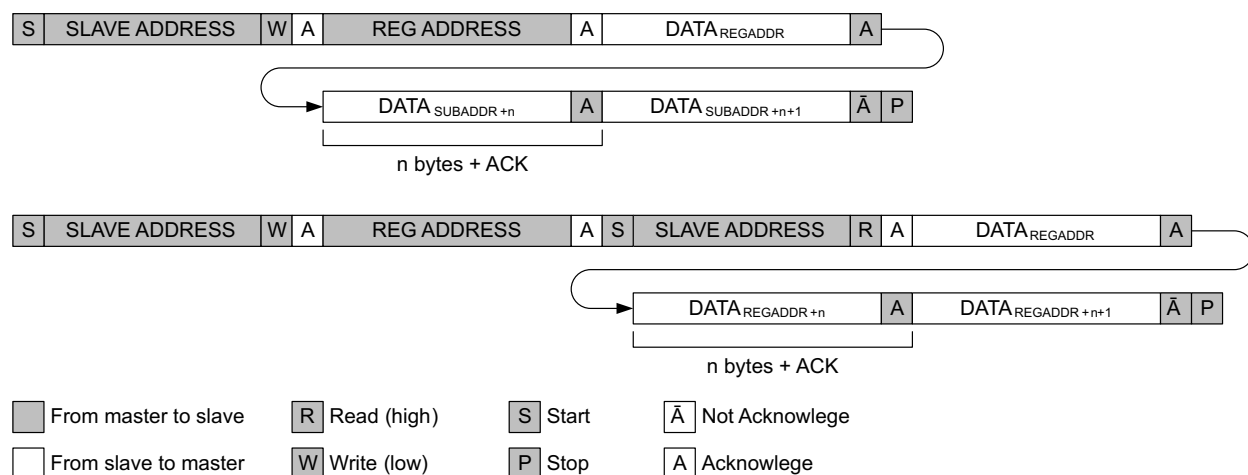 S SLAVE ADDRESS W A REG ADDRESS A DATA REGADDR A
DATA SUBADDR +n A DATA SUBADDR +n+1 Ā P
n bytes + ACK
S SLAVE ADDRESS W A REG ADDRESS A S SLAVE ADDRESS R A DATA REGADDR A
DATA REGADDR +n A DATA REGADDR +n+1 Ā P
n bytes + ACK
From master to slave R Read (high) S Start Ā Not Acknowlege
From slave to master W Write (low) P Stop A Acknowlege